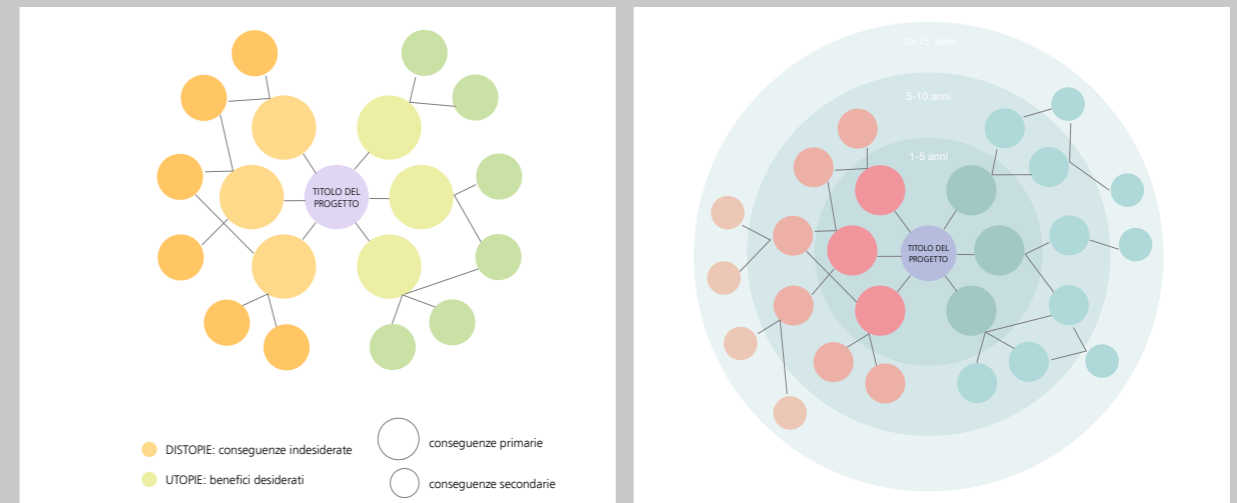 TITOLO DEL
PROGETTO
DISTOPIE: conseguenze indesiderate
UTOPIE: benefici desiderati
conseguenze primarie
conseguenze secondarie
10-15 anni
5-10 anni
1-5 anni
TITOLO DEL
PROGETTO